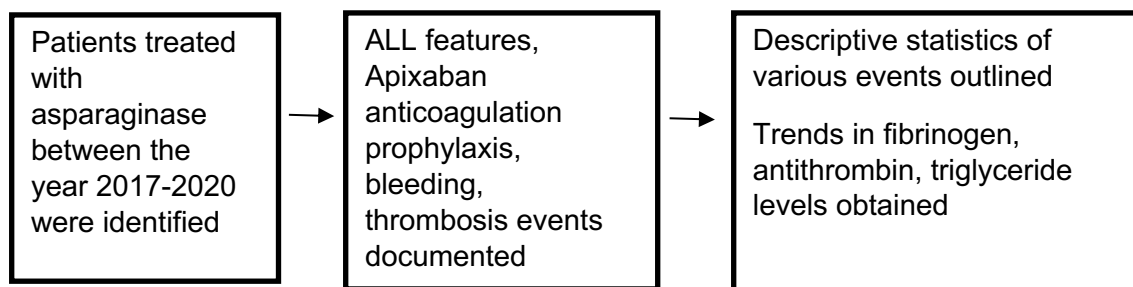 Patients treated
with
asparaginase
between the
year 2017-2020
were identified
ALL features,
Apixaban
anticoagulation
prophylaxis,
bleeding,
thrombosis events
documented
Descriptive statistics of
various events outlined
Trends in fibrinogen,
antithrombin, triglyceride
levels obtained